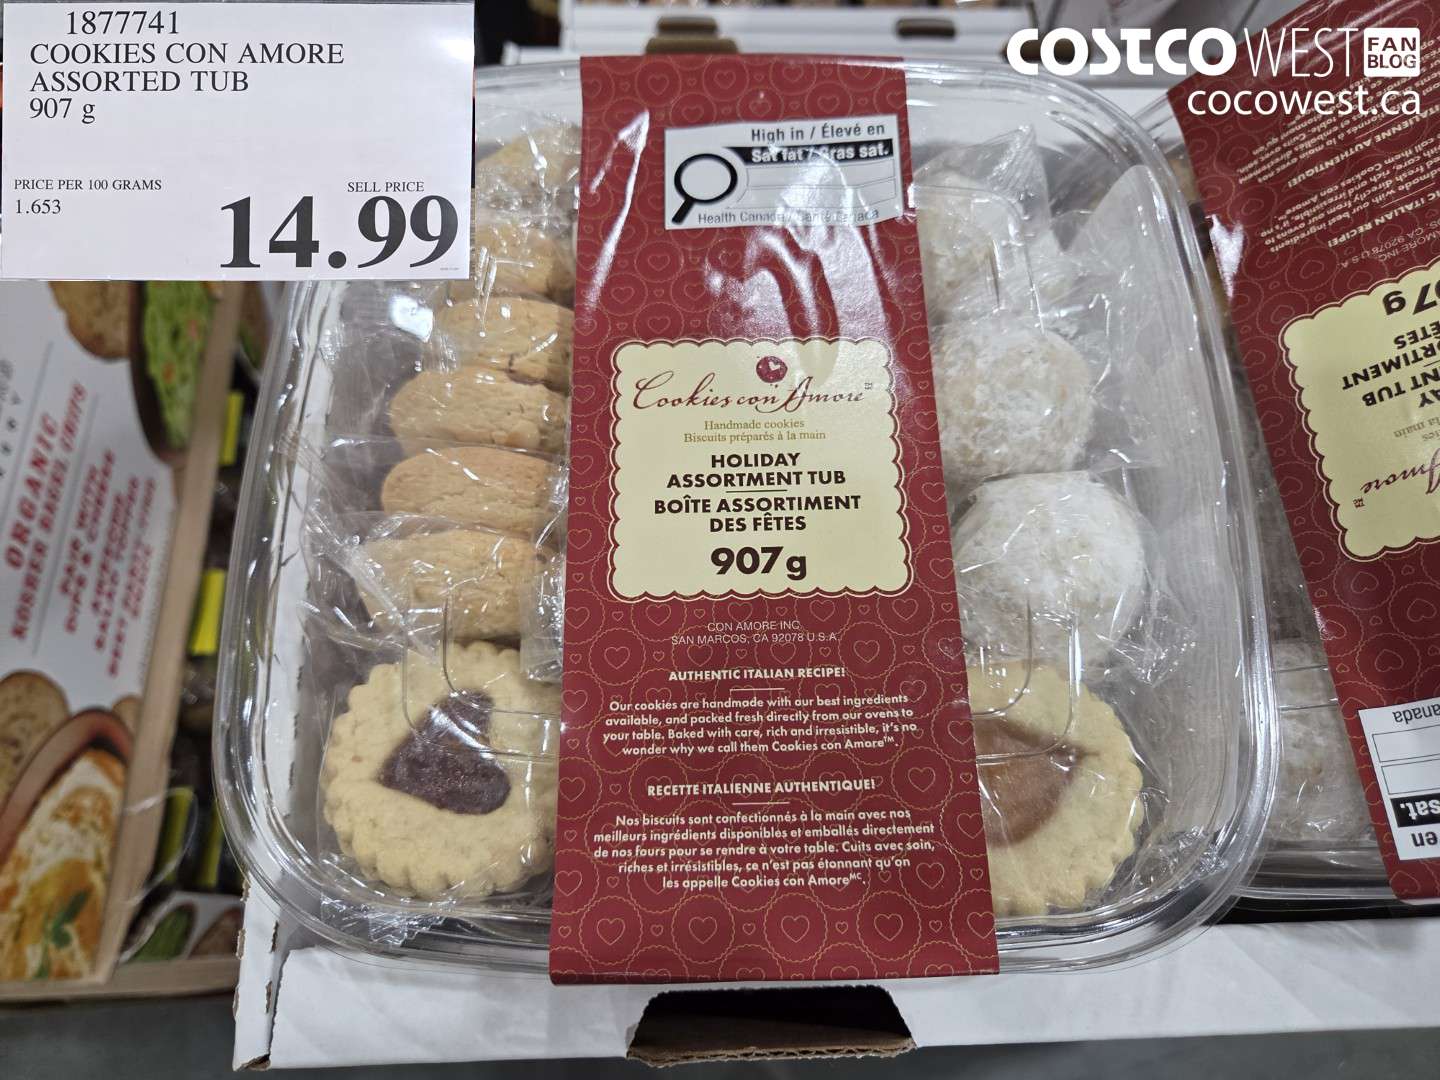 1877741
COOKIES CON AMORE
ASSORTED TUB
907 g
PRICE PER 100 GRAMS
1.653
SELL PRICE
14.99
COSTCO WEST FAN BLOG
cocowest.ca
High in / Élevé en
Sat fat / Gras sat.
Health Canada / Santé Canada
Cookies con Amore
Handmade cookies
Biscuits préparés à la main
HOLIDAY
ASSORTMENT TUB
BOÎTE ASSORTIMENT
DES FÊTES
907g
CON AMORE INC.
SAN MARCOS, CA 92078 U.S.A.
AUTHENTIC ITALIAN RECIPE!
Our cookies are handmade with our best ingredients
available, and packed fresh directly from our ovens to
your table. Baked with care, rich and irresistible, it's no
wonder why we call them Cookies con Amore™.
RECETTE ITALIENNE AUTHENTIQUE!
Nos biscuits sont confectionnés à la main avec nos
meilleurs ingrédients disponibles et emballés directement
de nos fours pour se rendre à votre table. Cuits avec soin,
riches et irrésistibles, ce n'est pas étonnant qu'on
les appelle Cookies con Amoreᴹᶜ.
ORGANIC
KOSHER BAGEL CHIPS